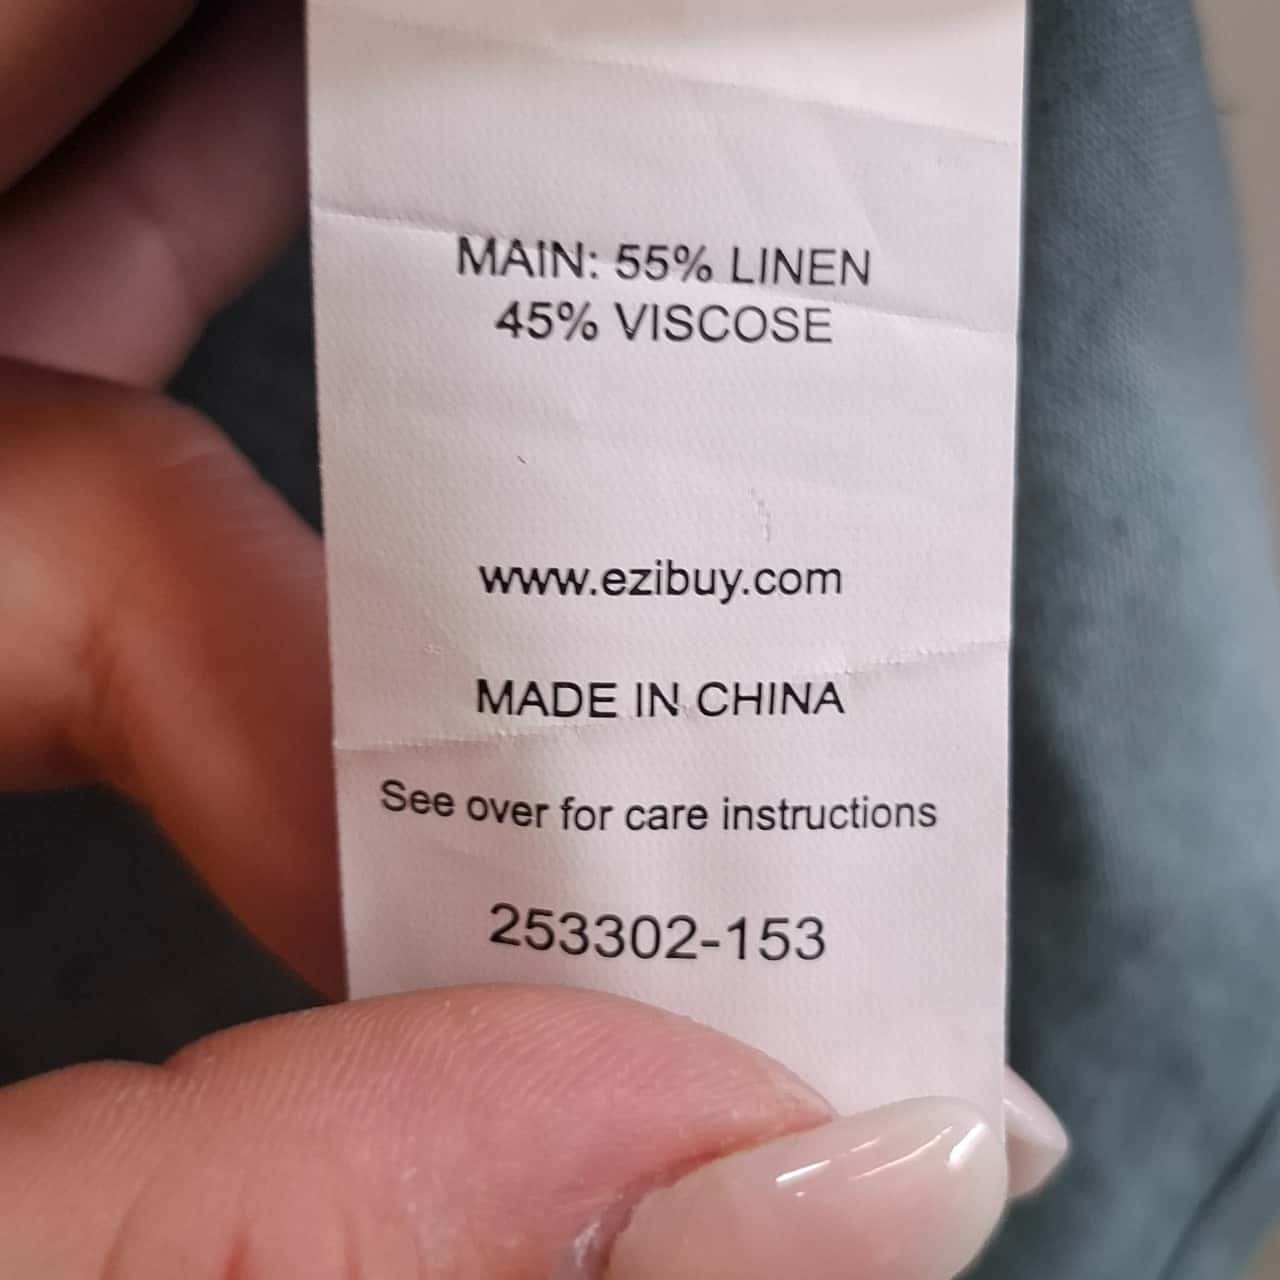 MAIN: 55% LINEN
45% VISCOSE
www.ezibuy.com
MADE IN CHINA
See over for care instructions
253302-153